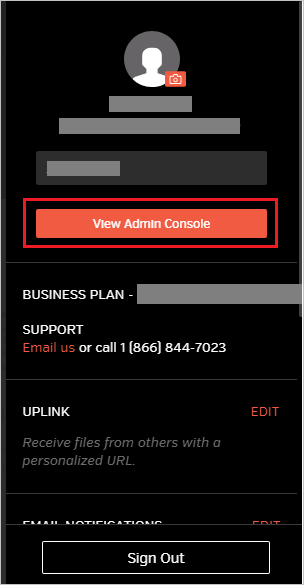 View Admin Console
BUSINESS PLAN -
SUPPORT
Email us or call 1 (866) 844-7023
UPLINK EDIT
Receive files from others with a
personalized URL.
EMAIL NOTIFICATIONS EDIT
Sign Out